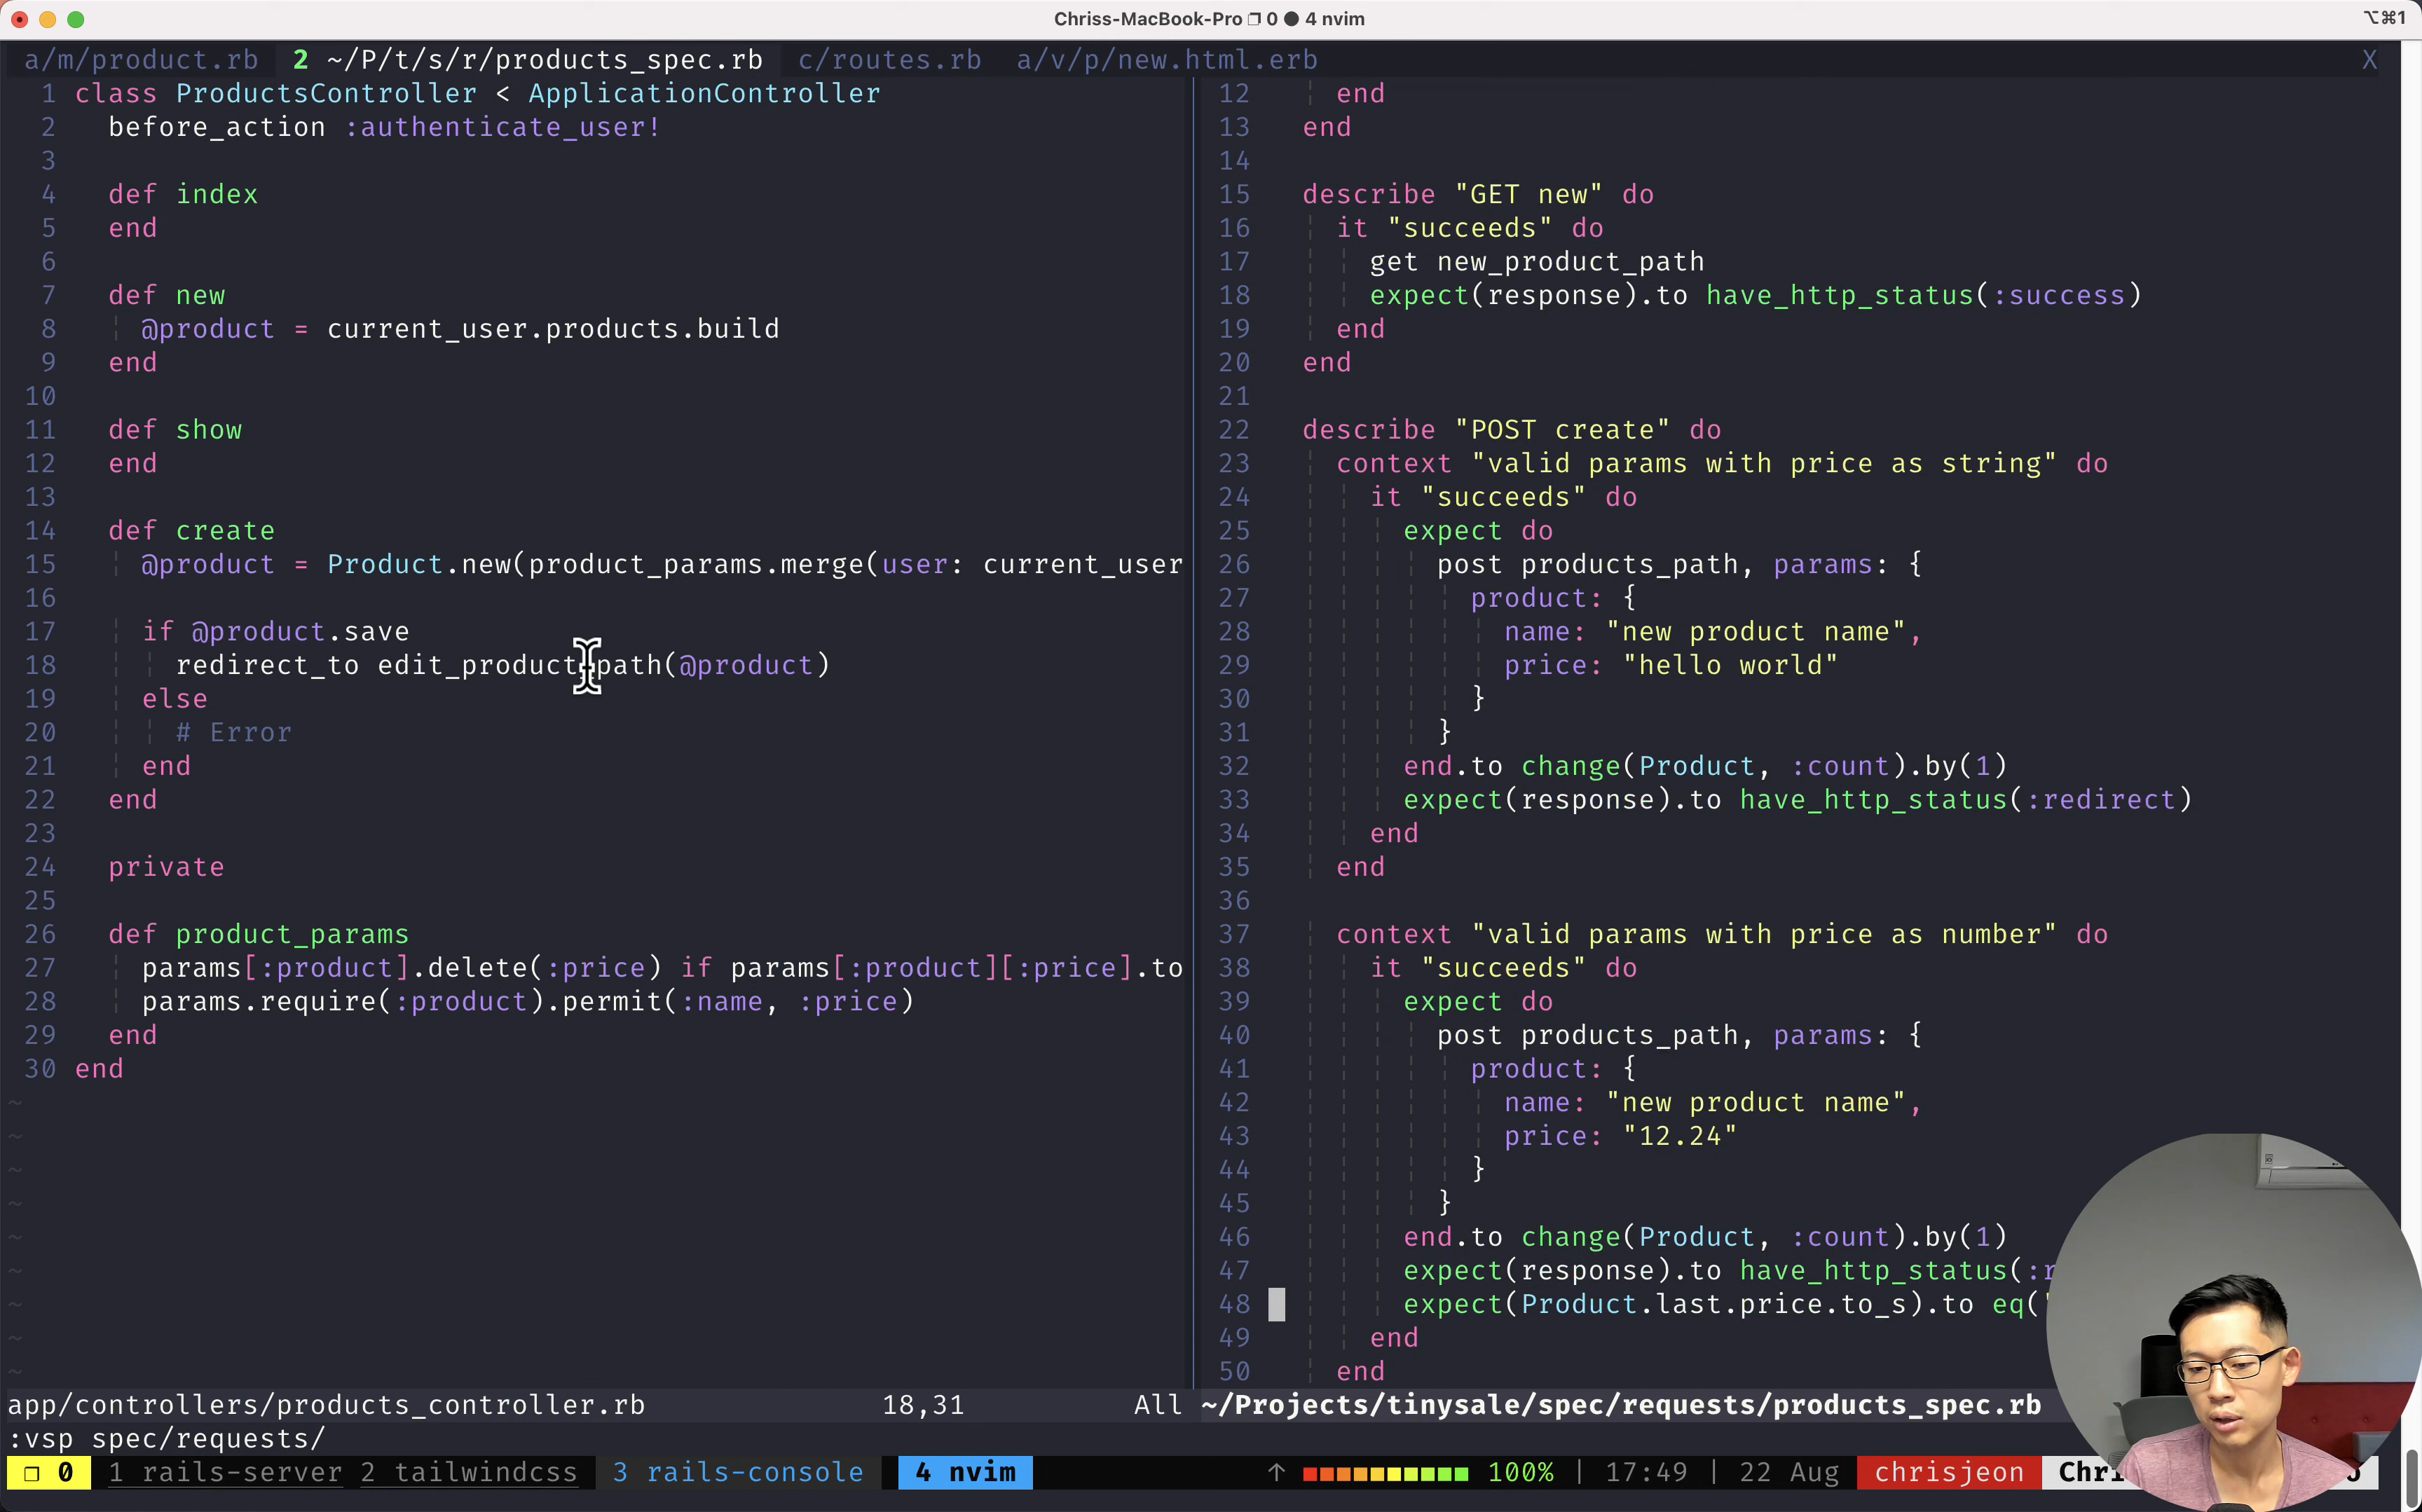 Chriss-MacBook-Pro ❐ 0 ● 4 nvim
⌥⌘1
a/m/product.rb 2 ~/P/t/s/r/products_spec.rb c/routes.rb a/v/p/new.html.erb X
1 class ProductsController < ApplicationController
2 before_action :authenticate_user!
3
4 def index
5 end
6
7 def new
8 @product = current_user.products.build
9 end
10
11 def show
12 end
13
14 def create
15 @product = Product.new(product_params.merge(user: current_user
16
17 if @product.save
18 redirect_to edit_product_path(@product)
19 else
20 # Error
21 end
22 end
23
24 private
25
26 def product_params
27 params[:product].delete(:price) if params[:product][:price].to
28 params.require(:product).permit(:name, :price)
29 end
30 end
~
~
~
~
~
~
~
~
~
app/controllers/products_controller.rb 18,31 All
12 end
13 end
14
15 describe "GET new" do
16 it "succeeds" do
17 get new_product_path
18 expect(response).to have_http_status(:success)
19 end
20 end
21
22 describe "POST create" do
23 context "valid params with price as string" do
24 it "succeeds" do
25 expect do
26 post products_path, params: {
27 product: {
28 name: "new product name",
29 price: "hello world"
30 }
31 }
32 end.to change(Product, :count).by(1)
33 expect(response).to have_http_status(:redirect)
34 end
35 end
36
37 context "valid params with price as number" do
38 it "succeeds" do
39 expect do
40 post products_path, params: {
41 product: {
42 name: "new product name",
43 price: "12.24"
44 }
45 }
46 end.to change(Product, :count).by(1)
47 expect(response).to have_http_status(:r
48 expect(Product.last.price.to_s).to eq(
49 end
50 end
~/Projects/tinysale/spec/requests/products_spec.rb
:vsp spec/requests/
❐ 0 1 rails-server 2 tailwindcss 3 rails-console 4 nvim ↑ 100% | 17:49 | 22 Aug chrisjeon Chri